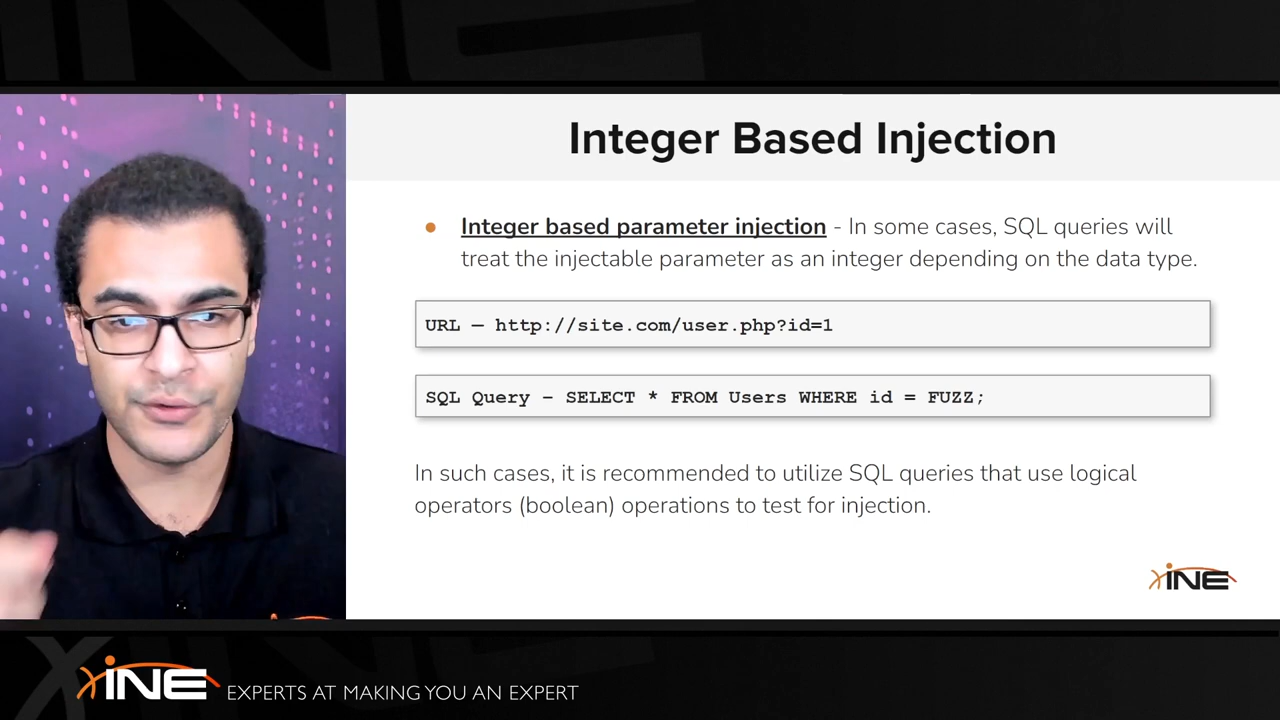 Integer Based Injection
Integer based parameter injection - In some cases, SQL queries will
treat the injectable parameter as an integer depending on the data type.
URL – http://site.com/user.php?id=1
SQL Query – SELECT * FROM Users WHERE id = FUZZ;
In such cases, it is recommended to utilize SQL queries that use logical
operators (boolean) operations to test for injection.
INE
INE EXPERTS AT MAKING YOU AN EXPERT